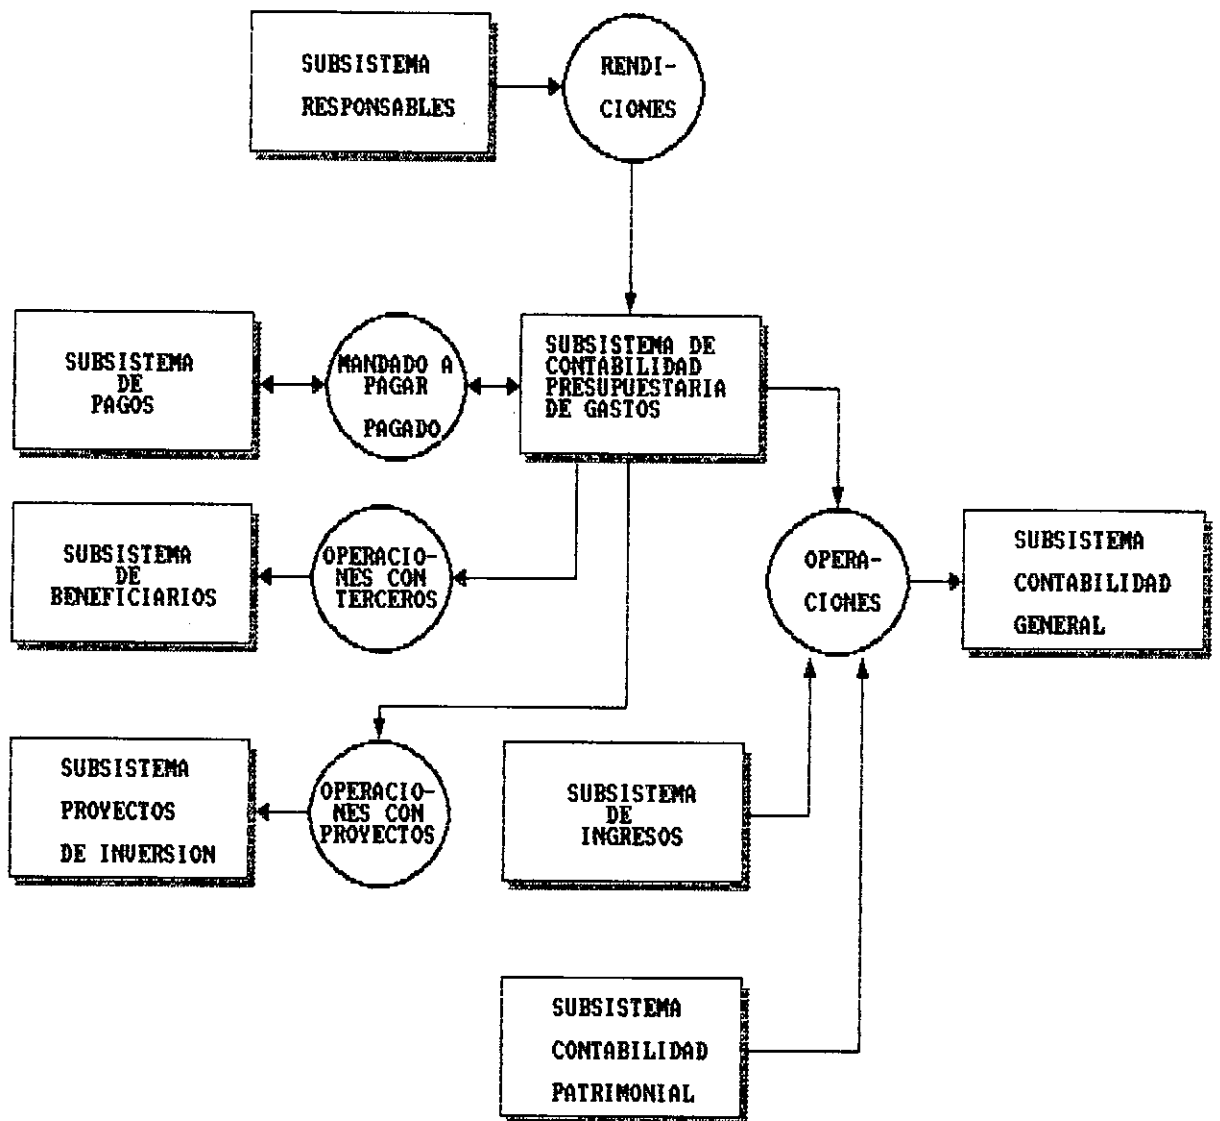 SUBSISTEMA
RESPONSABLES
RENDI-
CIONES
SUBSISTEMA
DE
PAGOS
MANDADO A
PAGAR
PAGADO
SUBSISTEMA DE
CONTABILIDAD
PRESUPUESTARIA
DE GASTOS
SUBSISTEMA
DE
BENEFICIARIOS
OPERACIO-
NES CON
TERCEROS
OPERA-
CIONES
SUBSISTEMA
CONTABILIDAD
GENERAL
SUBSISTEMA
PROYECTOS
DE INVERSION
OPERACIO-
NES CON
PROYECTOS
SUBSISTEMA
DE
INGRESOS
SUBSISTEMA
CONTABILIDAD
PATRIMONIAL